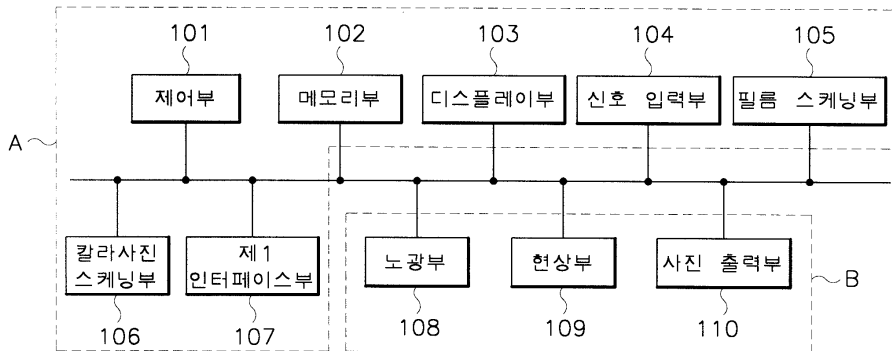 101
102
103
104
105
제어부
메모리부
디스플레이부
신호 입력부
필름 스케닝부
A
칼라사진
스케닝부
제1
인터페이스부
노광부
현상부
사진 출력부
B
106
107
108
109
110